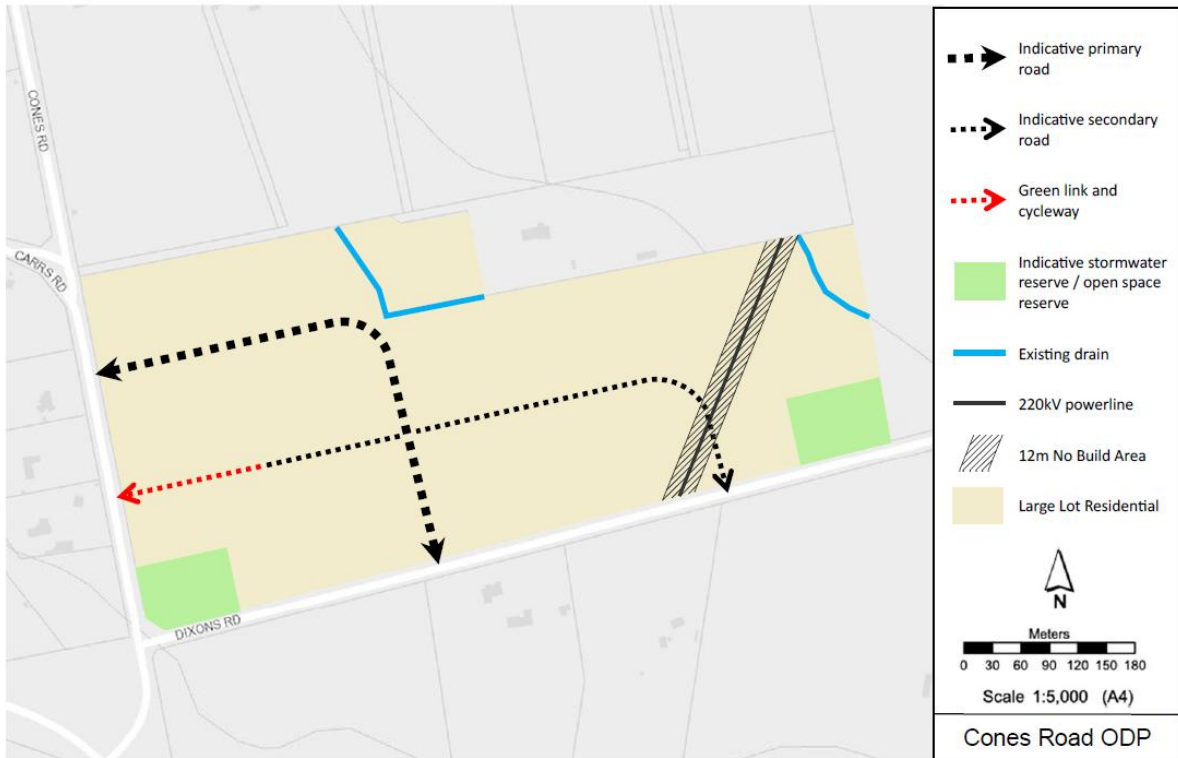 CONES RD
CARRS RD
DIXONS RD
Indicative primary
road
Indicative secondary
road
Green link and
cycleway
Indicative stormwater
reserve / open space
reserve
Existing drain
220kV powerline
12m No Build Area
Large Lot Residential
N
Meters
0 30 60 90 120 150 180
Scale 1:5,000 (A4)
Cones Road ODP